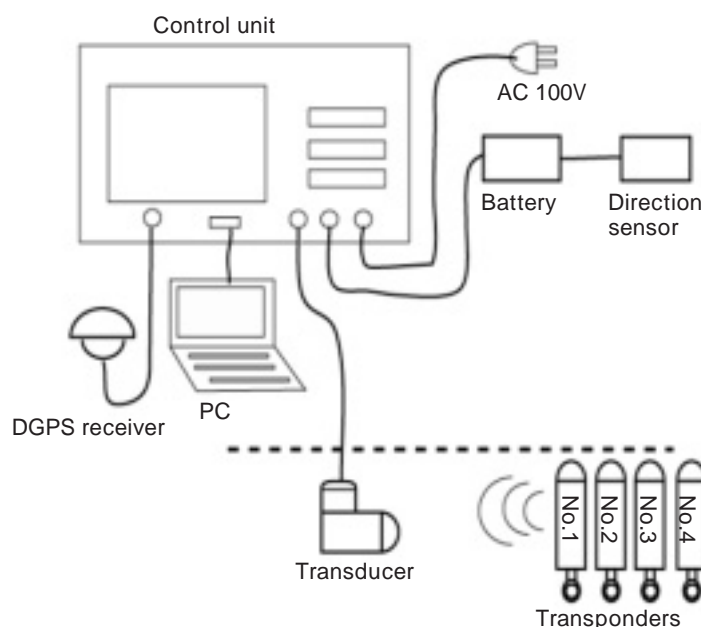 Control unit
AC 100V
Battery
Direction
sensor
DGPS receiver
PC
No.1
No.2
No.3
No.4
Transducer
Transponders